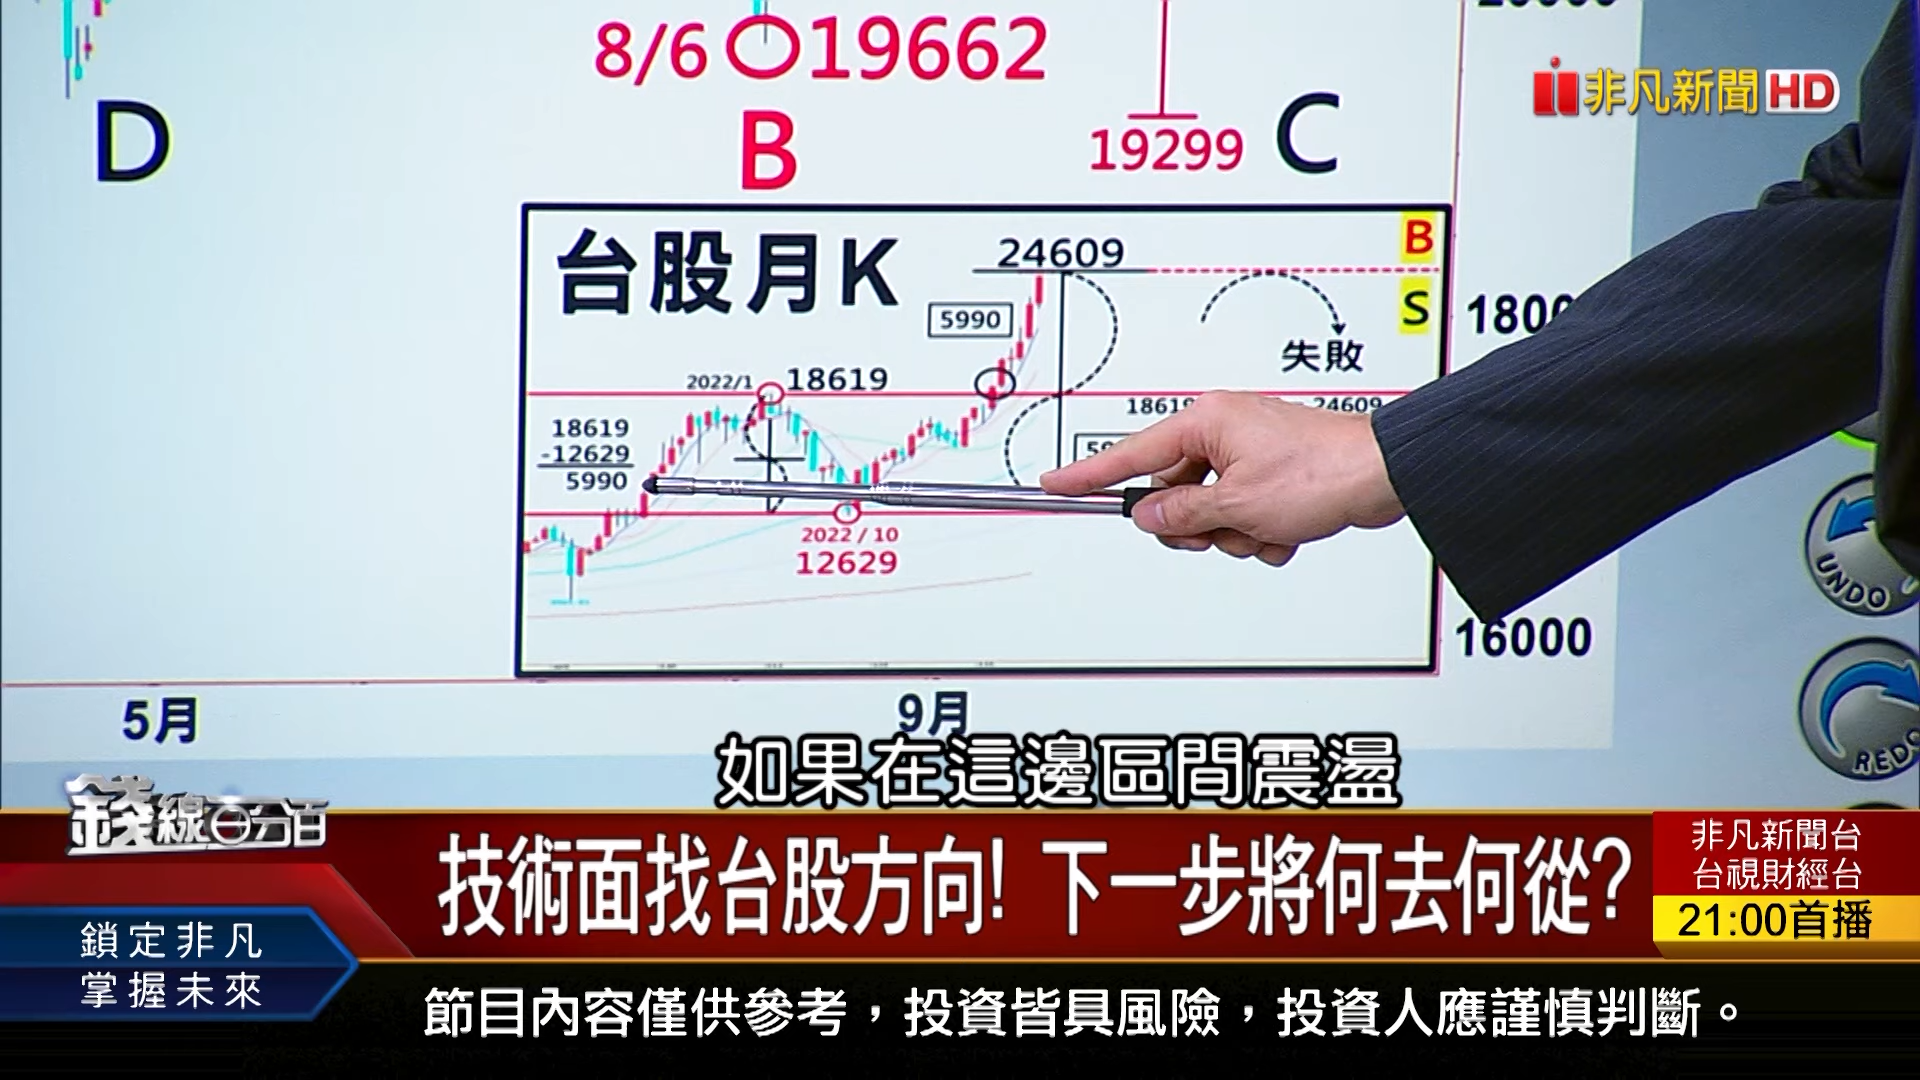 8/6 19662
非凡新聞HD
D
B
19299
C
台股月K
24609
B
5990
S
18000
失敗
2022/1
18619
18619
24609
18619
-12629
5990
2022/10
12629
UNDO
16000
5月
9月
REDO
如果在這邊區間震盪
錢線百分百
技術面找台股方向! 下一步將何去何從?
非凡新聞台
台視財經台
21:00首播
鎖定非凡
掌握未來
節目內容僅供參考，投資皆具風險，投資人應謹慎判斷。